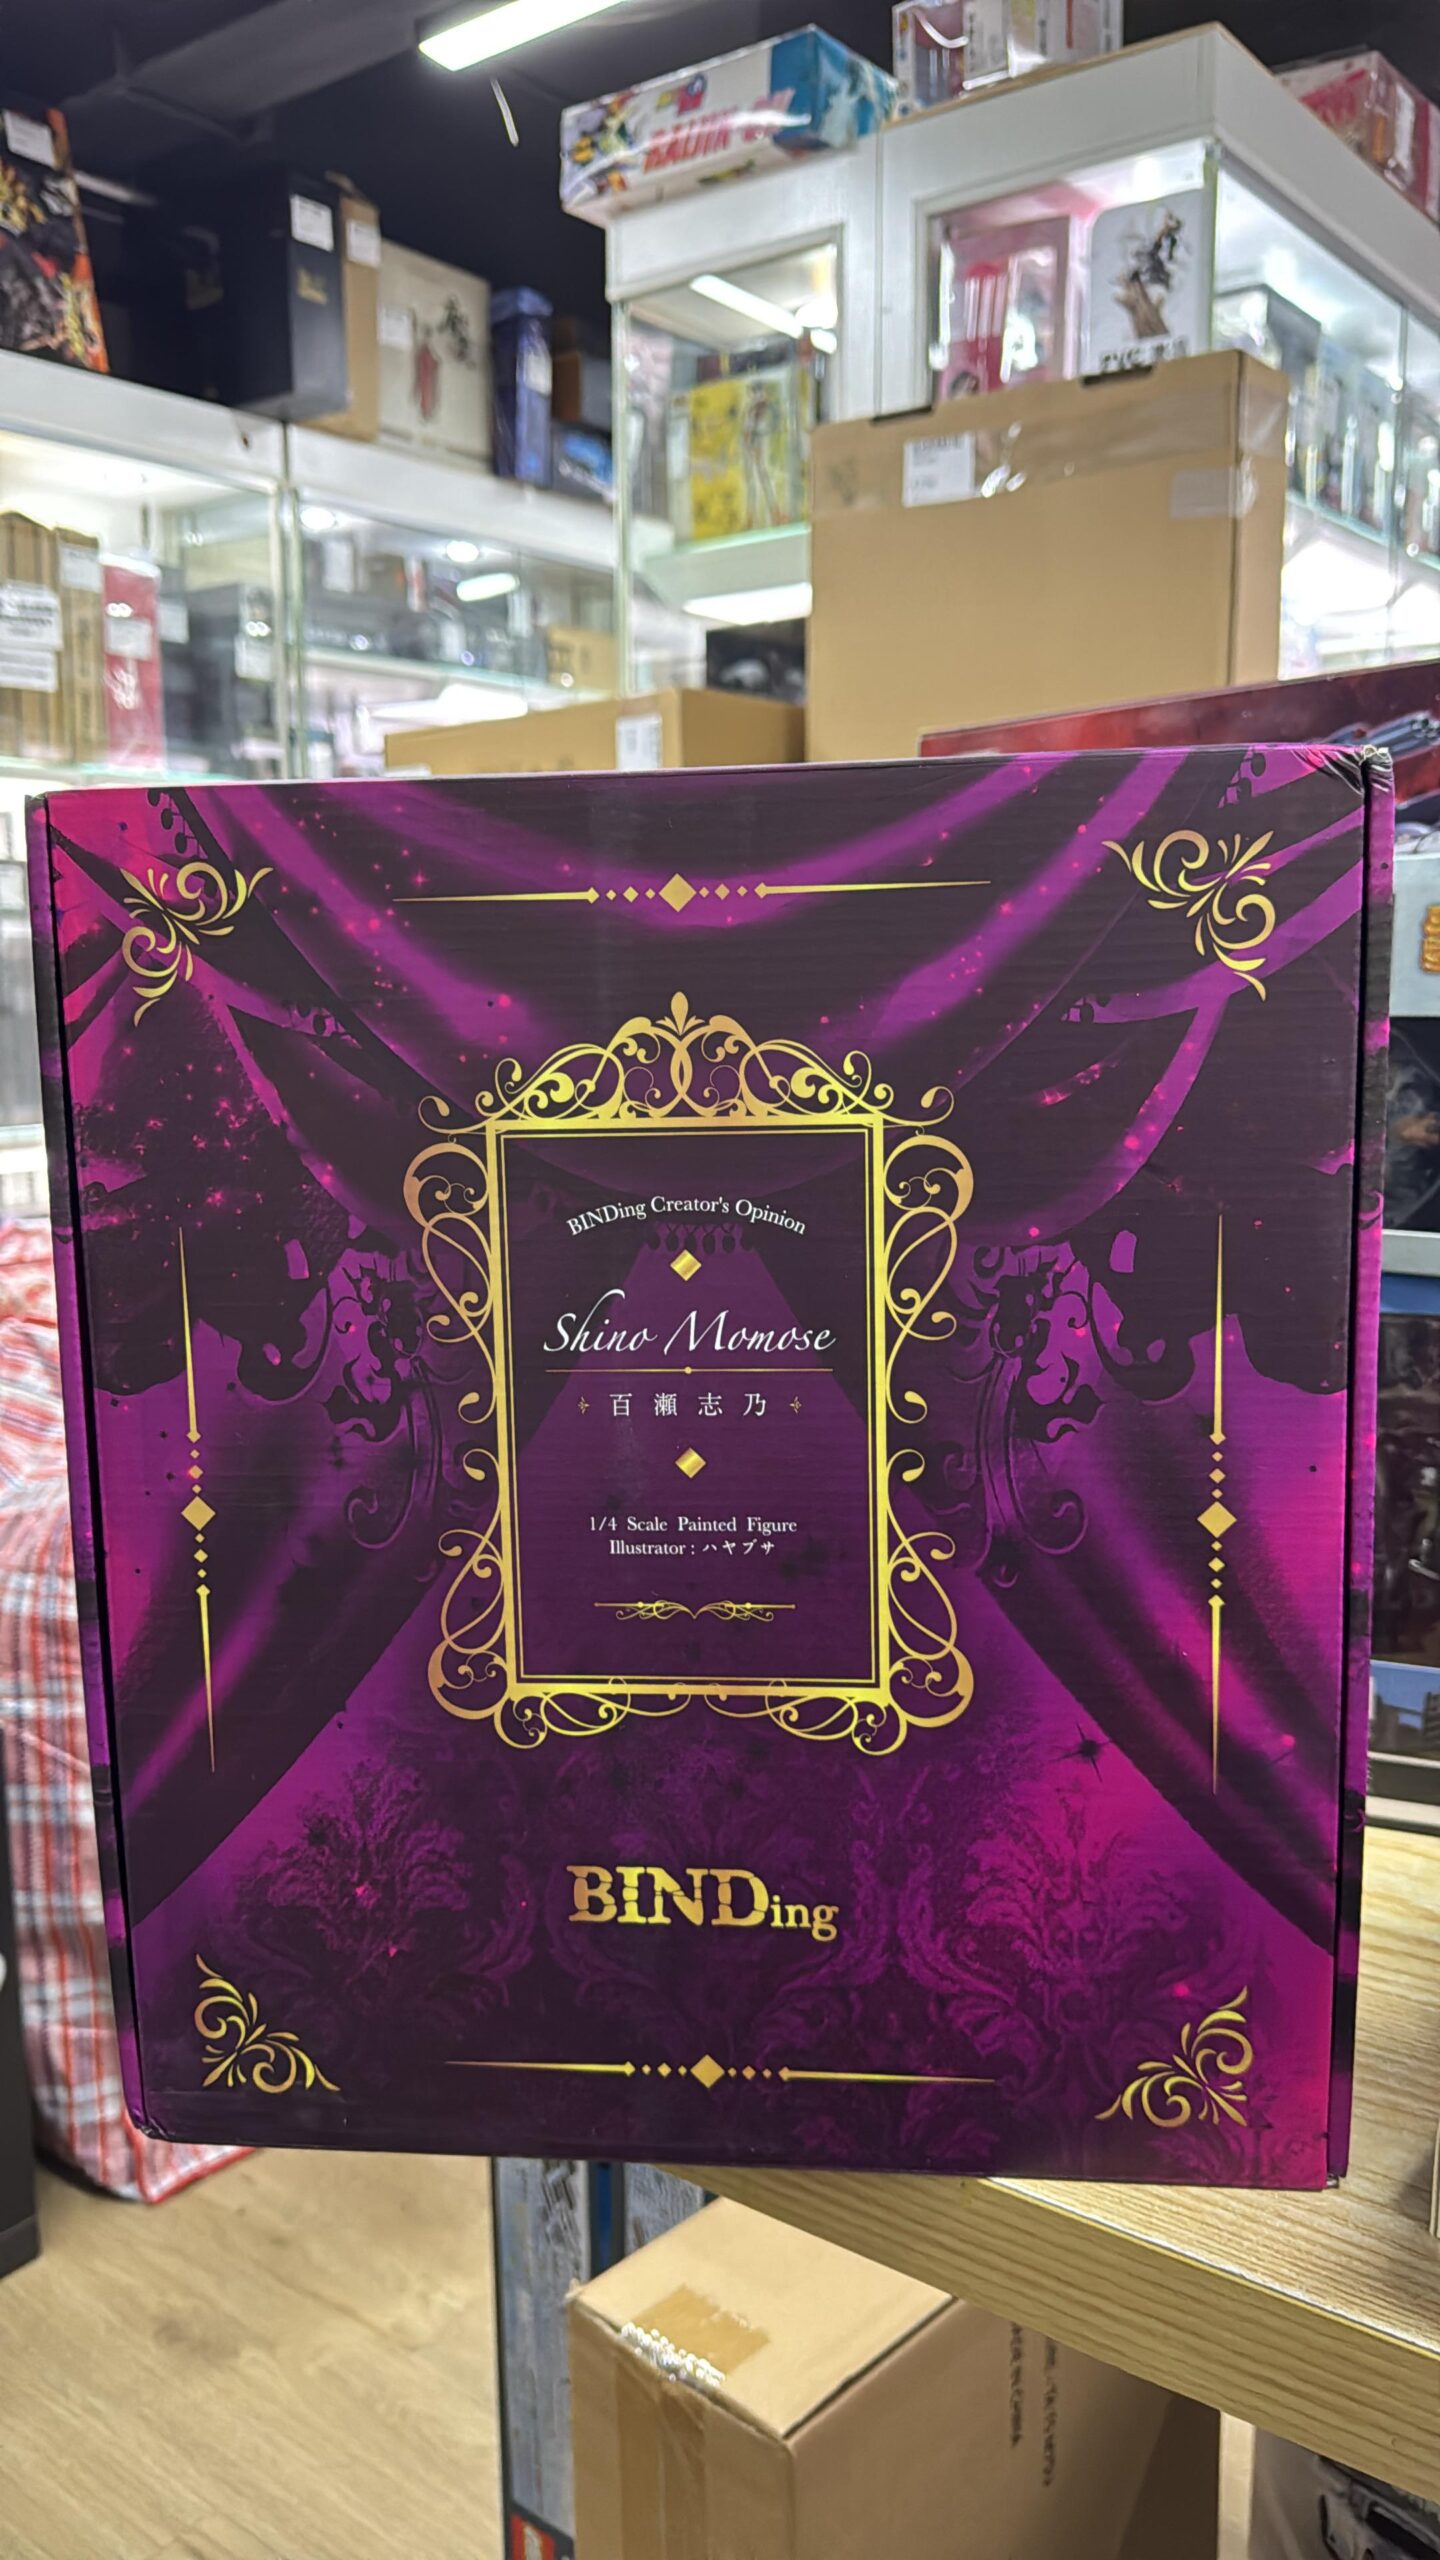 BINDing Creator's Opinion
Shino Momose
百瀬志乃
1/4 Scale Painted Figure
Illustrator : ハヤブサ
BINDing